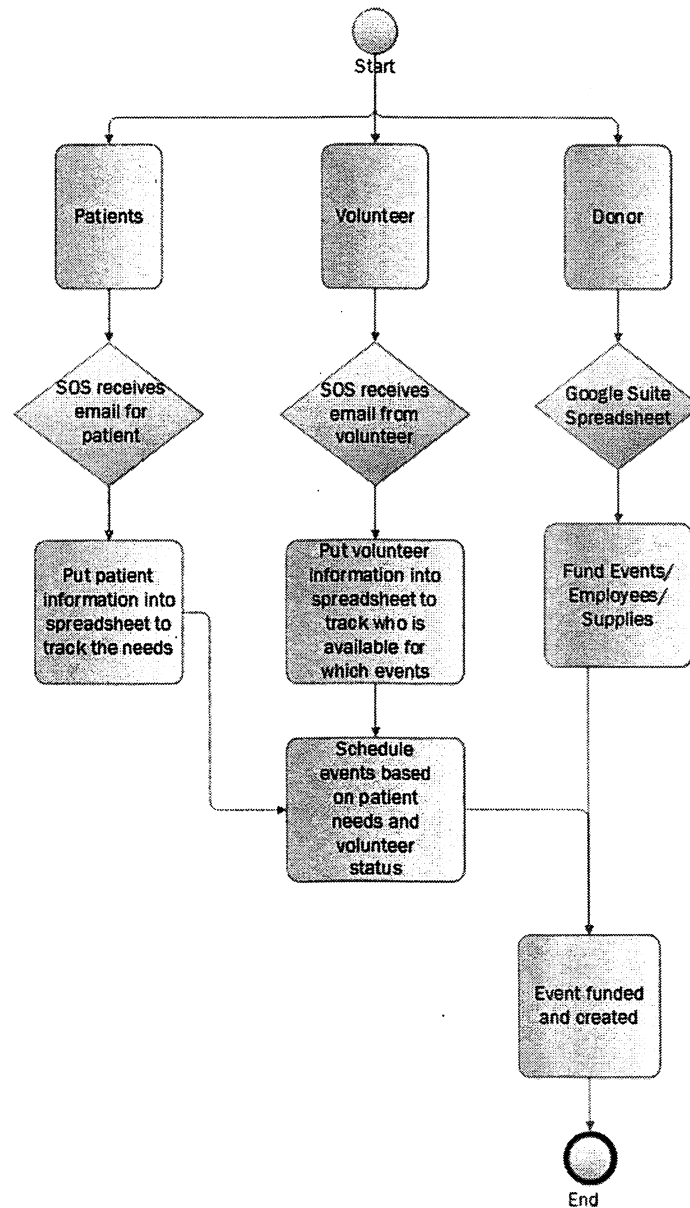 Start
Patients
Volunteer
Donor
SOS receives
email for
patient
SOS receives
email from
volunteer
Google Suite
Spreadsheet
Put patient
information into
spreadsheet to
track the needs
Put volunteer
information into
spreadsheet to
track who is
available for
which events
Fund Events/
Employees/
Supplies
Schedule
events based
on patient
needs and
volunteer
status
Event funded
and created
End